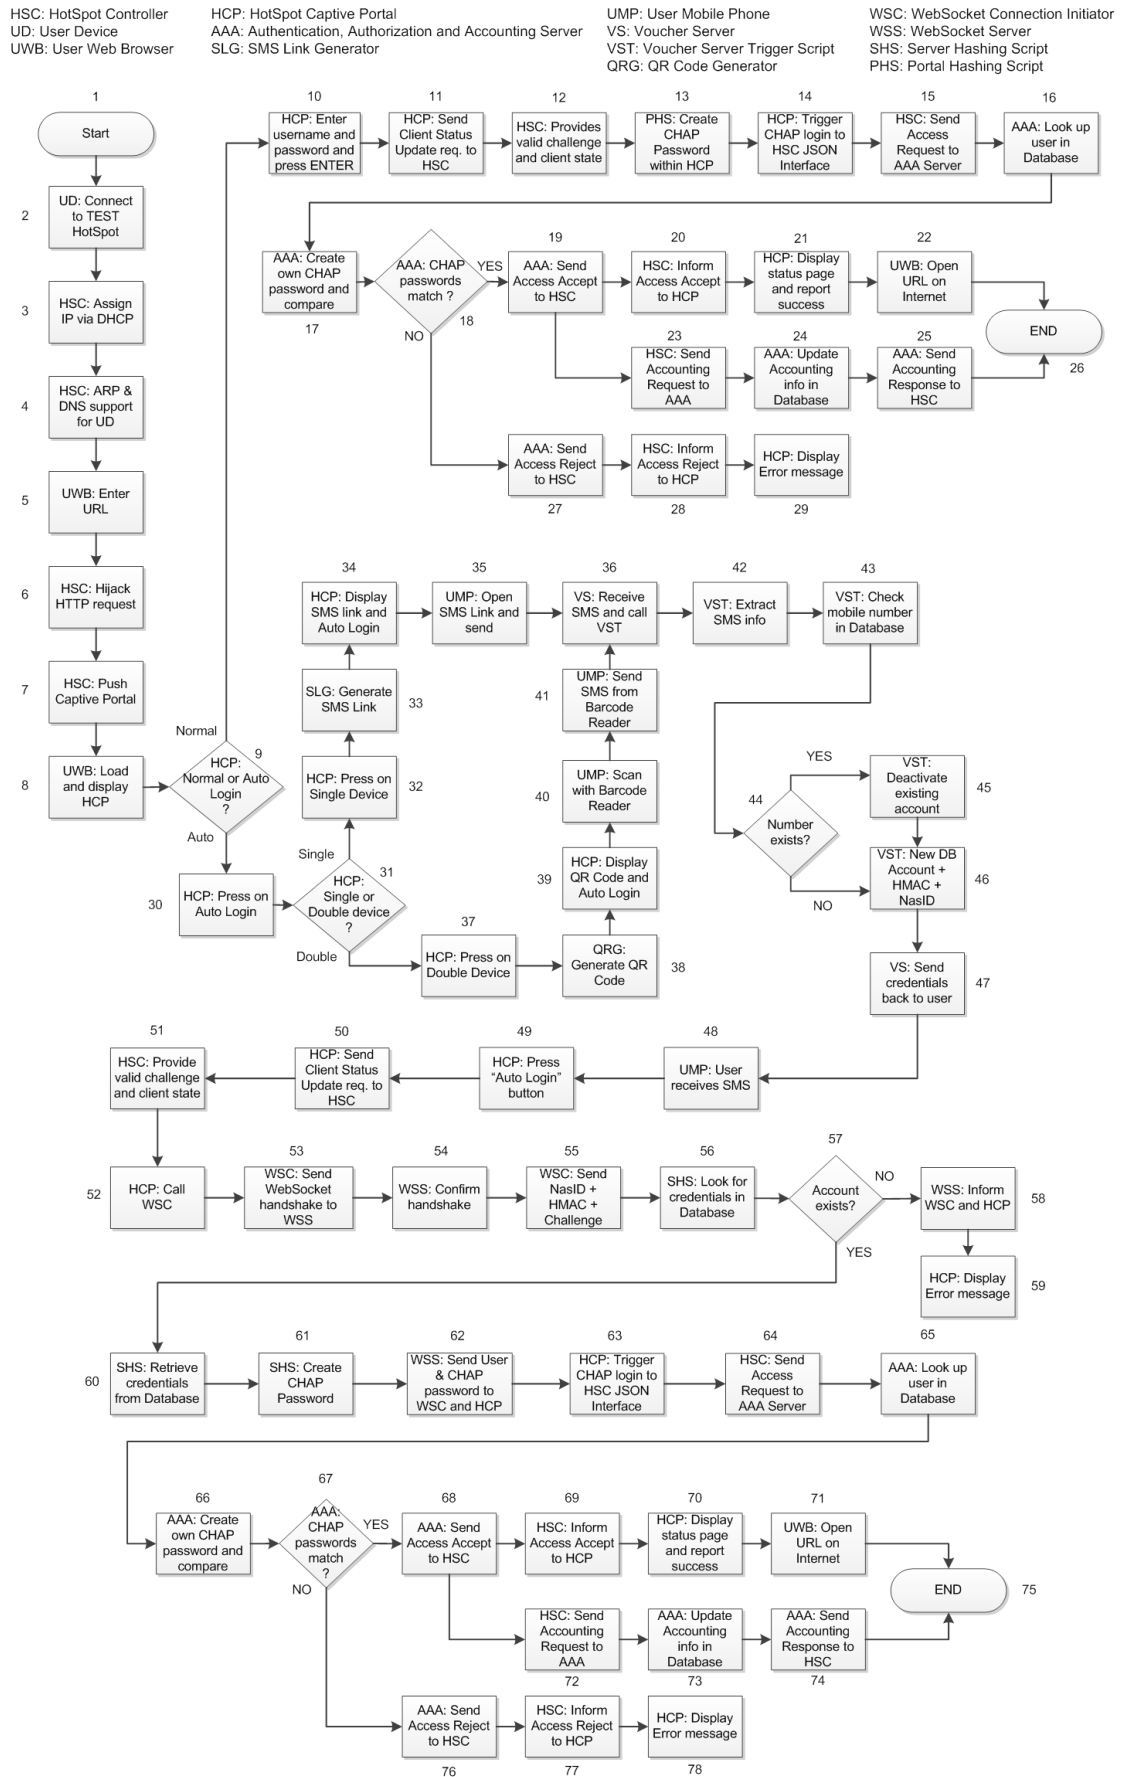 HSC: HotSpot Controller
UD: User Device
UWB: User Web Browser
HCP: HotSpot Captive Portal
AAA: Authentication, Authorization and Accounting Server
SLG: SMS Link Generator
UMP: User Mobile Phone
VS: Voucher Server
VST: Voucher Server Trigger Script
QRG: QR Code Generator
WSC: WebSocket Connection Initiator
WSS: WebSocket Server
SHS: Server Hashing Script
PHS: Portal Hashing Script
1
Start
2
UD: Connect
to TEST
HotSpot
3
HSC: Assign
IP via DHCP
4
HSC: ARP &
DNS support
for UD
5
UWB: Enter
URL
6
HSC: Hijack
HTTP request
7
HSC: Push
Captive Portal
8
UWB: Load
and display
HCP
9
HCP:
Normal or Auto
Login
?
Normal
Auto
10
HCP: Enter
username and
password and
press ENTER
11
HCP: Send
Client Status
Update req. to
HSC
12
HSC: Provides
valid challenge
and client state
13
PHS: Create
CHAP
Password
within HCP
14
HCP: Trigger
CHAP login to
HSC JSON
Interface
15
HSC: Send
Access
Request to
AAA Server
16
AAA: Look up
user in
Database
AAA: Create
own CHAP
password and
compare
17
AAA: CHAP
passwords
match ?
18
YES
NO
19
AAA: Send
Access Accept
to HSC
20
HSC: Inform
Access Accept
to HCP
21
HCP: Display
status page
and report
success
22
UWB: Open
URL on
Internet
23
HSC: Send
Accounting
Request to
AAA
24
AAA: Update
Accounting
info in
Database
25
AAA: Send
Accounting
Response to
HSC
END
26
AAA: Send
Access Reject
to HSC
27
HSC: Inform
Access Reject
to HCP
28
HCP: Display
Error message
29
30
HCP: Press on
Auto Login
31
HCP:
Single or
Double device
?
Single
Double
HCP: Press on
Single Device
32
SLG: Generate
SMS Link
33
34
HCP: Display
SMS link and
Auto Login
35
UMP: Open
SMS Link and
send
36
VS: Receive
SMS and call
VST
37
HCP: Press on
Double Device
QRG:
Generate QR
Code
38
39
HCP: Display
QR Code and
Auto Login
40
UMP: Scan
with Barcode
Reader
41
UMP: Send
SMS from
Barcode
Reader
42
VST: Extract
SMS info
43
VST: Check
mobile number
in Database
44
Number
exists?
YES
NO
VST:
Deactivate
existing
account
45
VST: New DB
Account +
HMAC +
NasID
46
VS: Send
credentials
back to user
47
48
UMP: User
receives SMS
49
HCP: Press
“Auto Login”
button
50
HCP: Send
Client Status
Update req. to
HSC
51
HSC: Provide
valid challenge
and client state
52
HCP: Call
WSC
53
WSC: Send
WebSocket
handshake to
WSS
54
WSS: Confirm
handshake
55
WSC: Send
NasID +
HMAC +
Challenge
56
SHS: Look for
credentials in
Database
57
Account
exists?
NO
YES
WSS: Inform
WSC and HCP
58
HCP: Display
Error message
59
60
SHS: Retrieve
credentials
from Database
61
SHS: Create
CHAP
Password
62
WSS: Send User
& CHAP
password to
WSC and HCP
63
HCP: Trigger
CHAP login to
HSC JSON
Interface
64
HSC: Send
Access
Request to
AAA Server
65
AAA: Look up
user in
Database
66
AAA: Create
own CHAP
password and
compare
67
AAA:
CHAP
passwords
match
?
YES
NO
68
AAA: Send
Access Accept
to HSC
69
HSC: Inform
Access Accept
to HCP
70
HCP: Display
status page
and report
success
71
UWB: Open
URL on
Internet
HSC: Send
Accounting
Request to
AAA
72
AAA: Update
Accounting
info in
Database
73
AAA: Send
Accounting
Response to
HSC
74
END
75
AAA: Send
Access Reject
to HSC
76
HSC: Inform
Access Reject
to HCP
77
HCP: Display
Error message
78